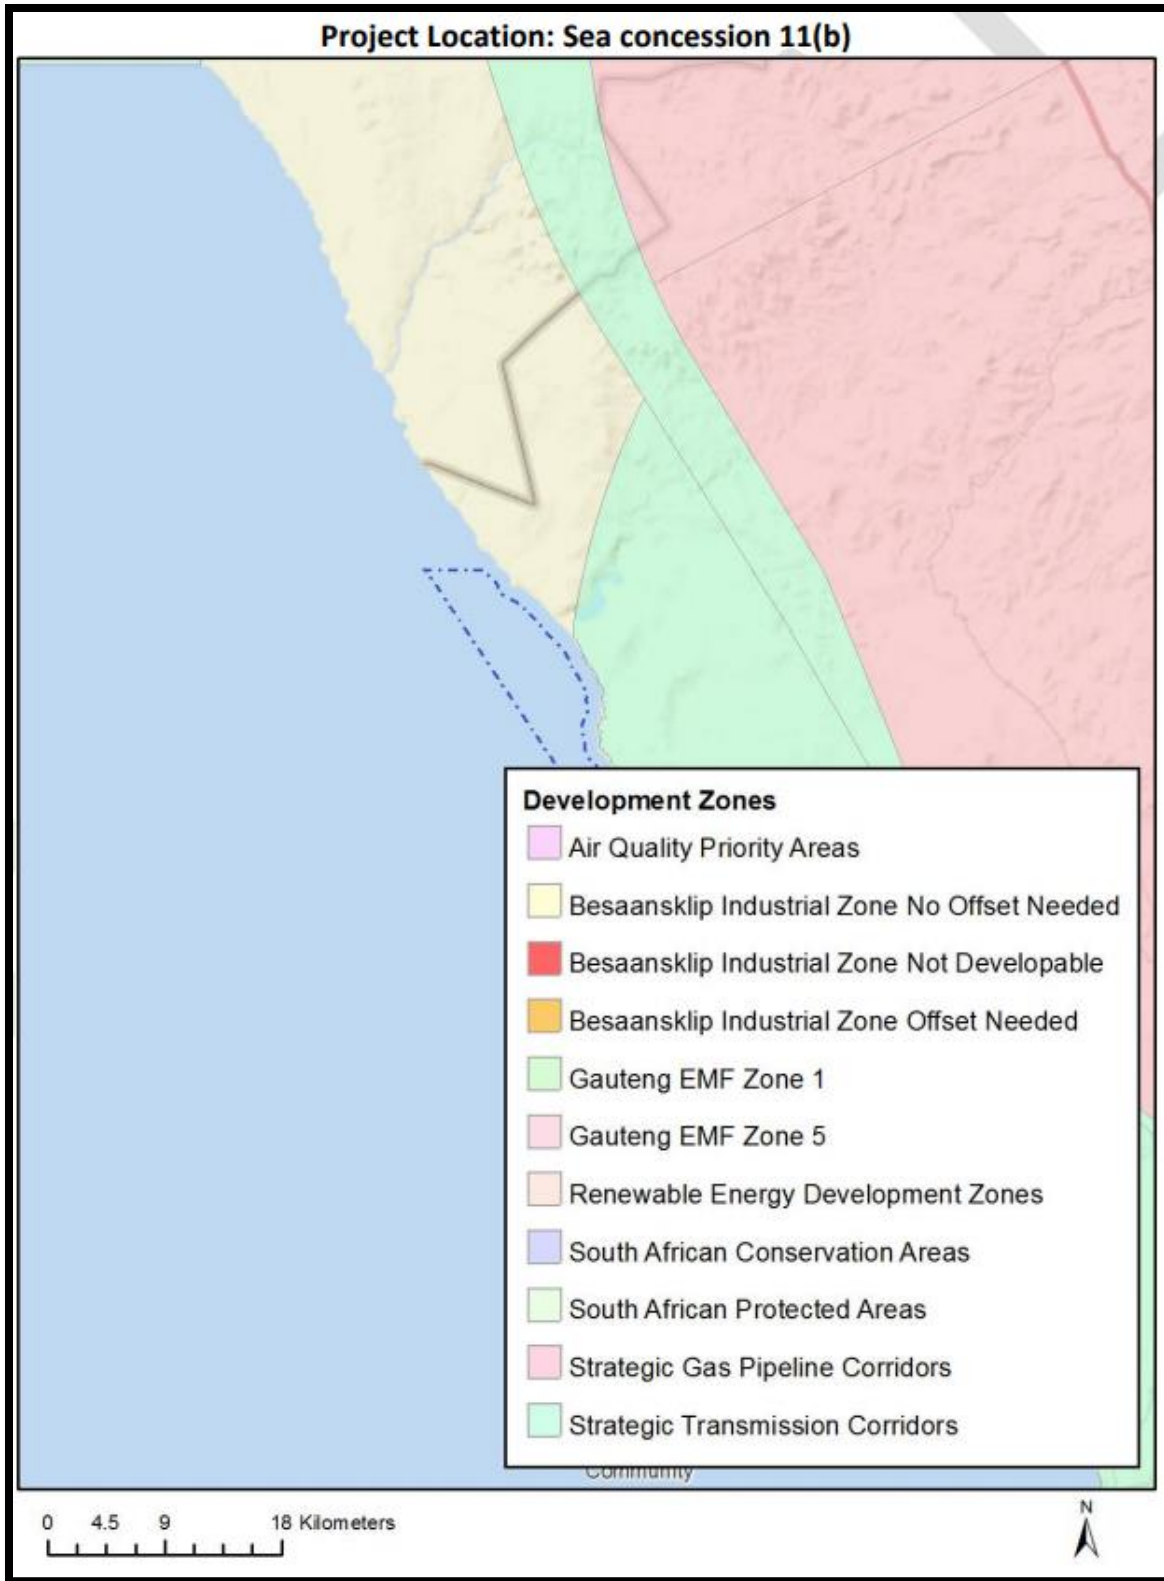 Project Location: Sea concession 11(b)
Development Zones
Air Quality Priority Areas
Besaansklip Industrial Zone No Offset Needed
Besaansklip Industrial Zone Not Developable
Besaansklip Industrial Zone Offset Needed
Gauteng EMF Zone 1
Gauteng EMF Zone 5
Renewable Energy Development Zones
South African Conservation Areas
South African Protected Areas
Strategic Gas Pipeline Corridors
Strategic Transmission Corridors
Community
0 4.5 9 18 Kilometers
N